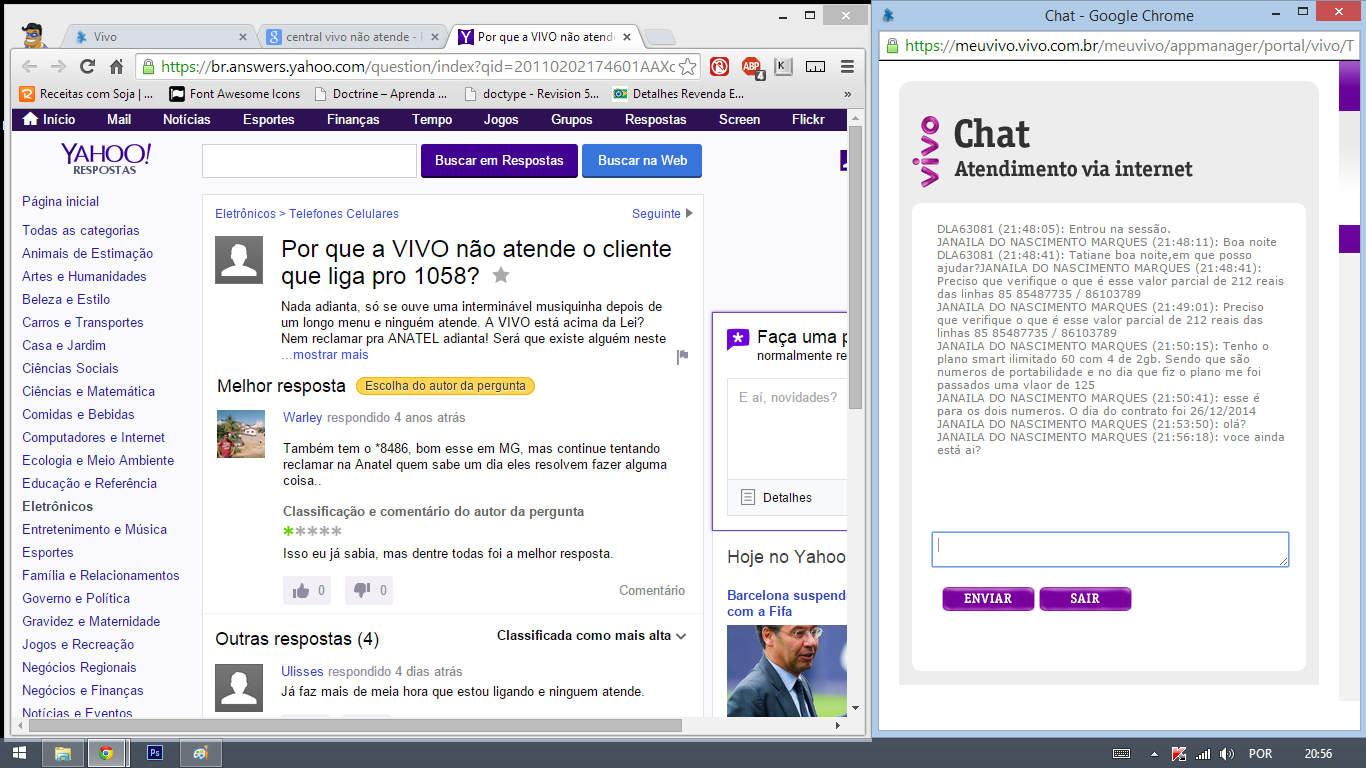 Vivo
central vivo não atende -
Por que a VIVO não atend
https://br.answers.yahoo.com/question/index?qid=20110202174601AAXc
ABP
4
K
Receitas com Soja | ...
Font Awesome Icons
Doctrine – Aprenda ...
doctype - Revision 5...
Detalhes Revenda E...
»
Início
Mail
Notícias
Esportes
Finanças
Tempo
Jogos
Grupos
Respostas
Screen
Flickr
YAHOO!
RESPOSTAS
Buscar em Respostas
Buscar na Web
Página inicial
Todas as categorias
Animais de Estimação
Artes e Humanidades
Beleza e Estilo
Carros e Transportes
Casa e Jardim
Ciências Sociais
Ciências e Matemática
Comidas e Bebidas
Computadores e Internet
Ecologia e Meio Ambiente
Educação e Referência
Eletrônicos
Entretenimento e Música
Esportes
Família e Relacionamentos
Governo e Política
Gravidez e Maternidade
Jogos e Recreação
Negócios Regionais
Negócios e Finanças
Notícias e Eventos
Eletrônicos > Telefones Celulares
Seguinte
Por que a VIVO não atende o cliente
que liga pro 1058?
Nada adianta, só se ouve uma interminável musiquinha depois de
um longo menu e ninguém atende. A VIVO está acima da Lei?
Nem reclamar pra ANATEL adianta! Será que existe alguém neste
...mostrar mais
Melhor resposta
Escolha do autor da pergunta
Warley respondido 4 anos atrás
Também tem o *8486, bom esse em MG, mas continue tentando
reclamar na Anatel quem sabe um dia eles resolvem fazer alguma
coisa..
Classificação e comentário do autor da pergunta
Isso eu já sabia, mas dentre todas foi a melhor resposta.
0
0
Comentário
Outras respostas (4)
Classificada como mais alta
Ulisses respondido 4 dias atrás
Já faz mais de meia hora que estou ligando e ninguem atende.
Faça uma p
normalmente re
E aí, novidades?
Detalhes
Hoje no Yahoo
Barcelona suspend
com a Fifa
Chat - Google Chrome
https://meuvivo.vivo.com.br/meuvivo/appmanager/portal/vivo/T
vivo
Chat
Atendimento via internet
DLA63081 (21:48:05): Entrou na sessão.
JANAILA DO NASCIMENTO MARQUES (21:48:11): Boa noite
DLA63081 (21:48:41): Tatiane boa noite,em que posso
ajudar?JANAILA DO NASCIMENTO MARQUES (21:48:41):
Preciso que verifique o que é esse valor parcial de 212 reais
das linhas 85 85487735 / 86103789
JANAILA DO NASCIMENTO MARQUES (21:49:01): Preciso
que verifique o que é esse valor parcial de 212 reais das
linhas 85 85487735 / 86103789
JANAILA DO NASCIMENTO MARQUES (21:50:15): Tenho o
plano smart ilimitado 60 com 4 de 2gb. Sendo que são
numeros de portabilidade e no dia que fiz o plano me foi
passados uma vlaor de 125
JANAILA DO NASCIMENTO MARQUES (21:50:41): esse é
para os dois numeros. O dia do contrato foi 26/12/2014
JANAILA DO NASCIMENTO MARQUES (21:53:50): olá?
JANAILA DO NASCIMENTO MARQUES (21:56:18): voce ainda
está ai?
ENVIAR
SAIR
Ps
POR
20:56